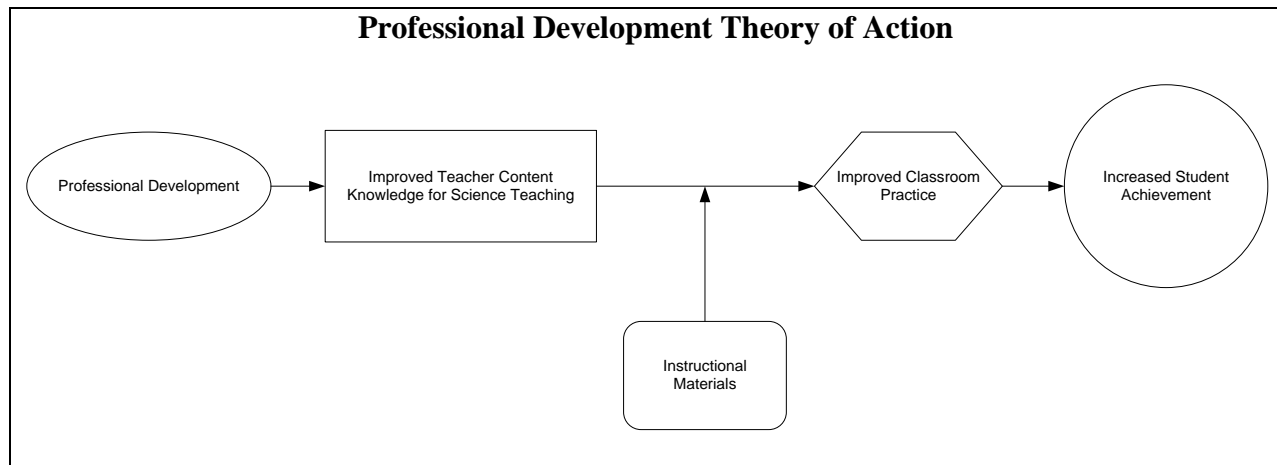 Professional Development Theory of Action
Professional Development
Improved Teacher Content
Knowledge for Science Teaching
Improved Classroom
Practice
Increased Student
Achievement
Instructional
Materials